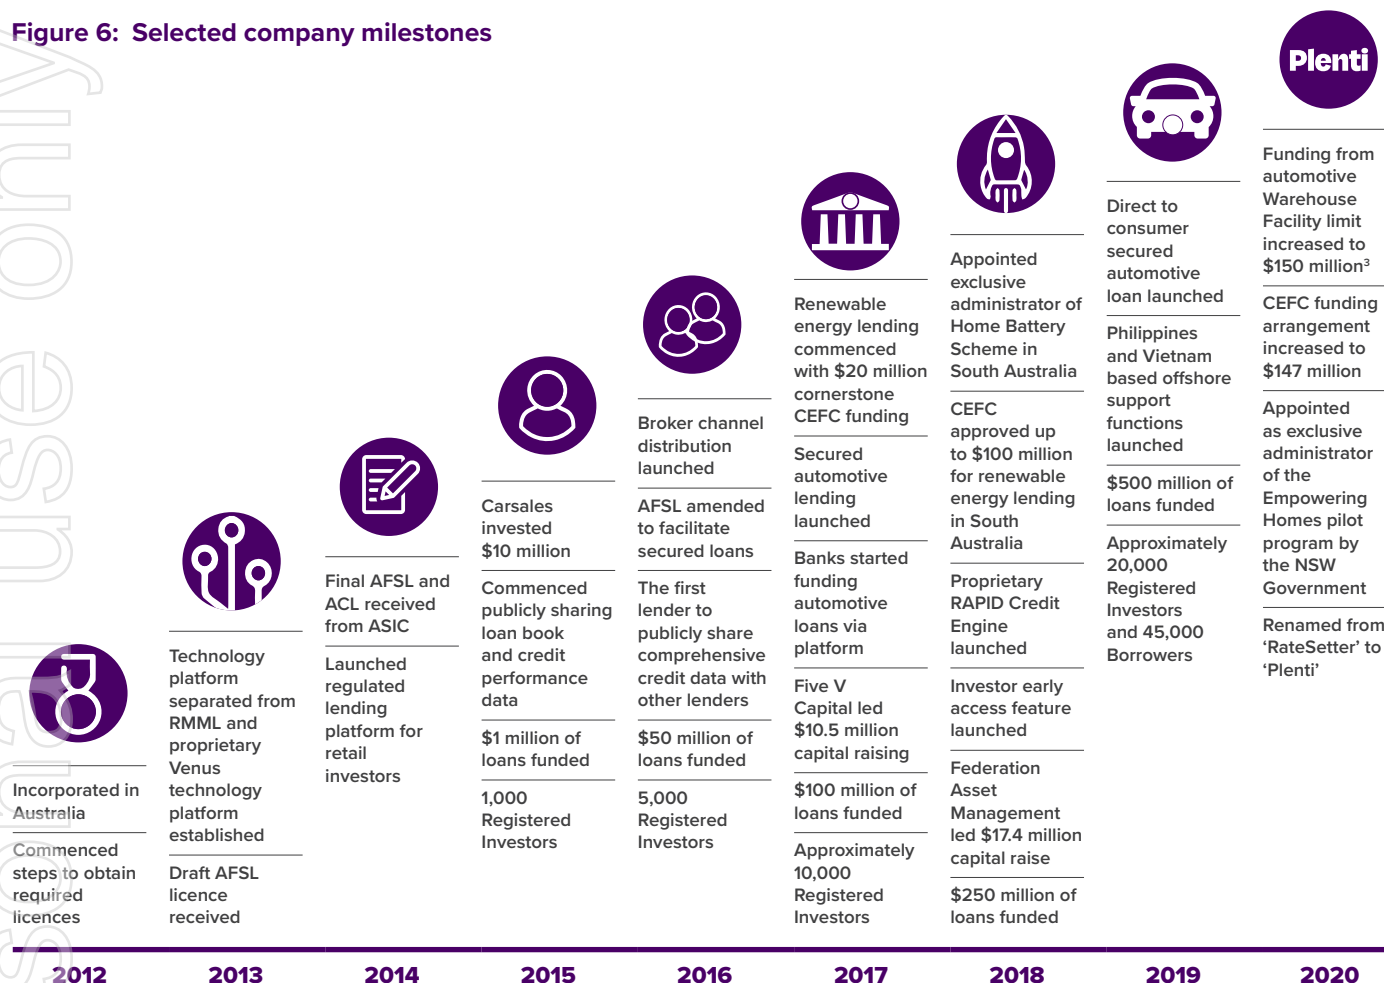 Figure 6: Selected company milestones
Incorporated in
Australia
Commenced
steps to obtain
required
licences
2012
Technology
platform
separated from
RMML and
proprietary
Venus
technology
platform
established
Draft AFSL
licence
received
2013
Final AFSL and
ACL received
from ASIC
Launched
regulated
lending
platform for
retail
investors
2014
Carsales
invested
$10 million
Commenced
publicly sharing
loan book
and credit
performance
data
$1 million of
loans funded
1,000
Registered
Investors
2015
Broker channel
distribution
launched
AFSL amended
to facilitate
secured loans
The first
lender to
publicly share
comprehensive
credit data with
other lenders
$50 million of
loans funded
5,000
Registered
Investors
2016
Renewable
energy lending
commenced
with $20 million
cornerstone
CEFC funding
Secured
automotive
lending
launched
Banks started
funding
automotive
loans via
platform
Five V
Capital led
$10.5 million
capital raising
$100 million of
loans funded
Approximately
10,000
Registered
Investors
2017
Appointed
exclusive
administrator of
Home Battery
Scheme in
South Australia
CEFC
approved up
to $100 million
for renewable
energy lending
in South
Australia
Proprietary
RAPID Credit
Engine
launched
Investor early
access feature
launched
Federation
Asset
Management
led $17.4 million
capital raise
$250 million of
loans funded
2018
Direct to
consumer
secured
automotive
loan launched
Philippines
and Vietnam
based offshore
support
functions
launched
$500 million of
loans funded
Approximately
20,000
Registered
Investors
and 45,000
Borrowers
2019
Plenti
Funding from
automotive
Warehouse
Facility limit
increased to
$150 million³
CEFC funding
arrangement
increased to
$147 million
Appointed
as exclusive
administrator
of the
Empowering
Homes pilot
program by
the NSW
Government
Renamed from
‘RateSetter’ to
‘Plenti’
2020
sonal use only